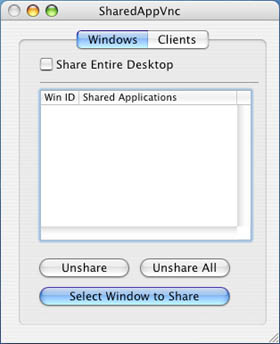 SharedAppVnc
Windows Clients
Share Entire Desktop
Win ID Shared Applications
Unshare Unshare All
Select Window to Share